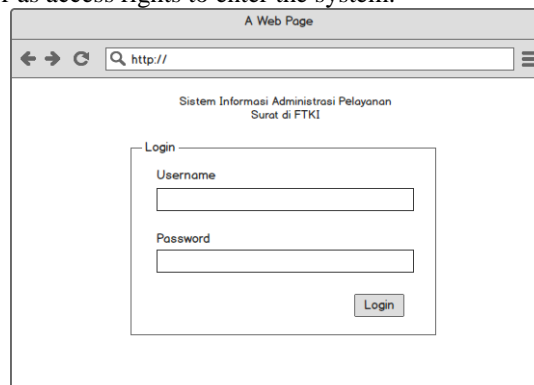 as access rights to enter the system.
A Web Page
http://
Sistem Informasi Administrasi Pelayanan
Surat di FTKI
Login
Username
Password
Login